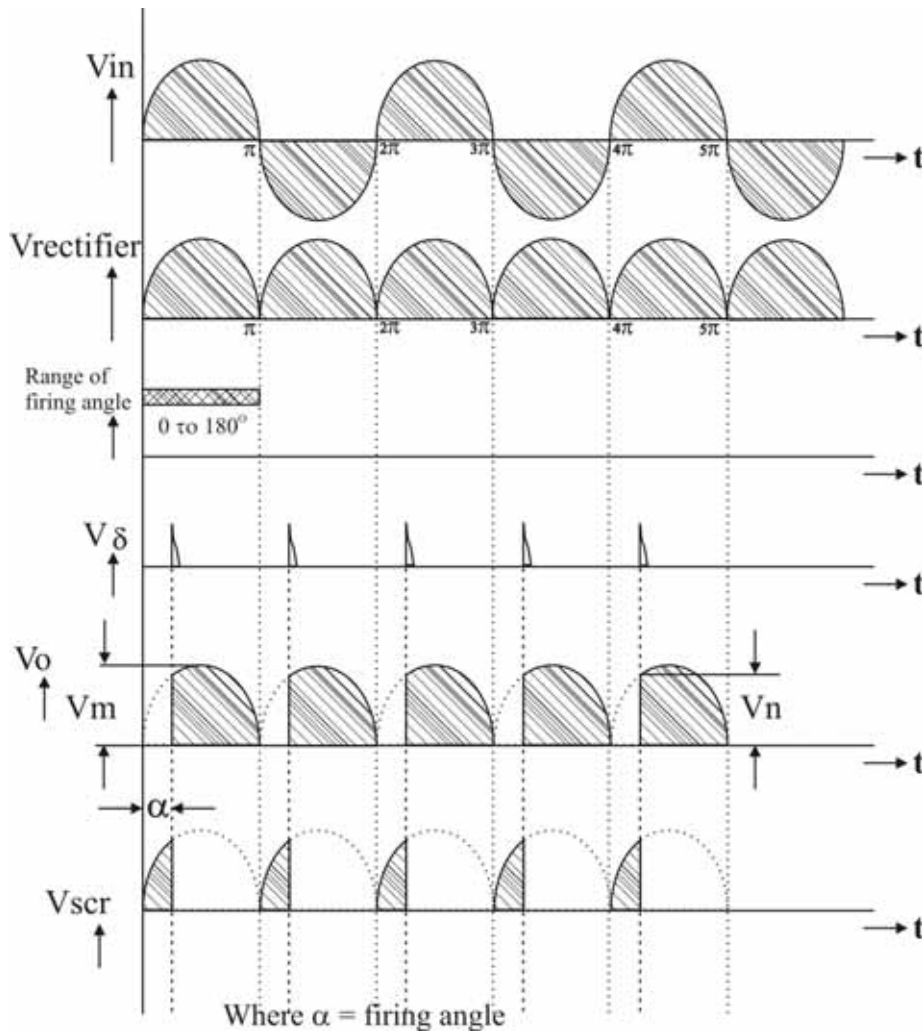 Vin
π 2π 3π 4π 5π
t
Vrectifier
π 2π 3π 4π 5π
t
Range of
firing angle
0 το 180°
t
Vδ
t
Vo
Vm
Vn
t
α
Vscr
t
Where α = firing angle